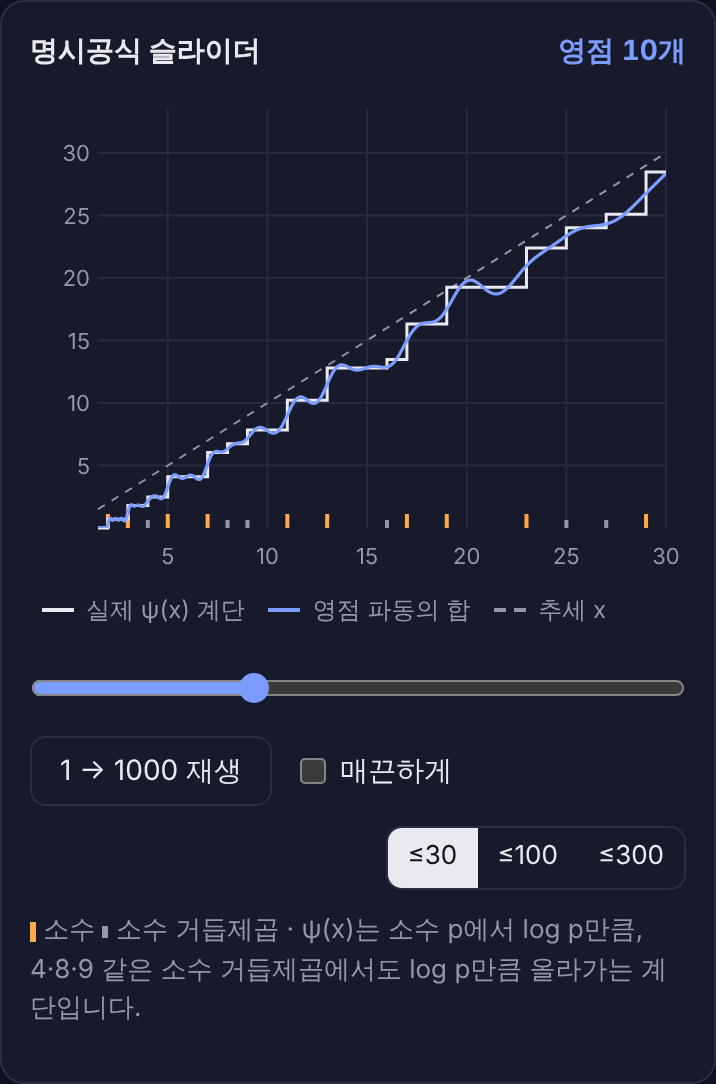 명시공식 슬라이더 영점 10개
30
25
20
15
10
5
5 10 15 20 25 30
실제 ψ(x) 계단 영점 파동의 합 추세 x
1 → 1000 재생 매끈하게
≤30 ≤100 ≤300
소수 소수 거듭제곱 · ψ(x)는 소수 p에서 log p만큼,
4·8·9 같은 소수 거듭제곱에서도 log p만큼 올라가는 계
단입니다.